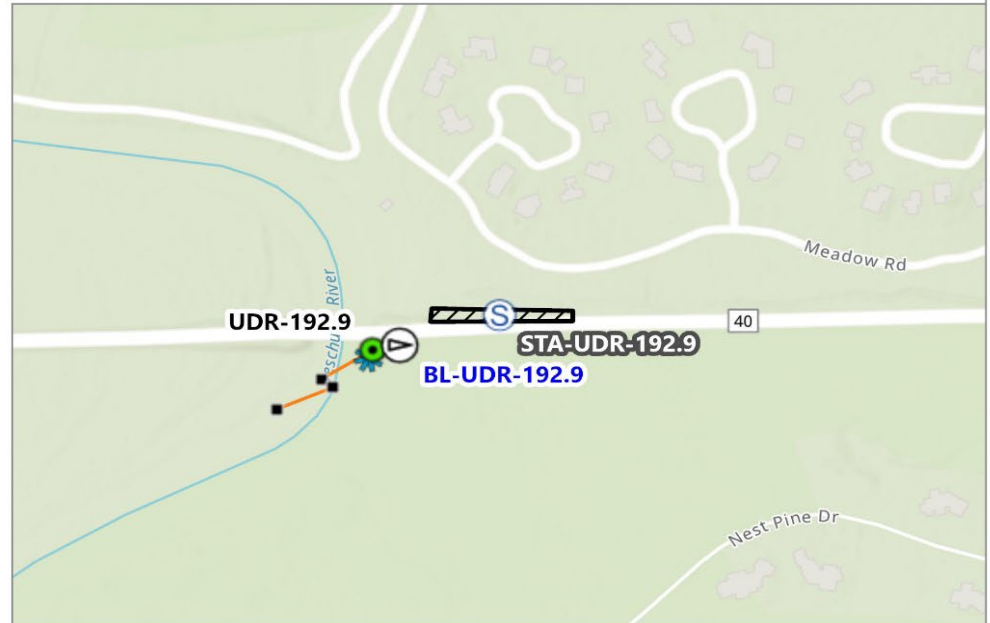 Meadow Rd
River
UDR-192.9
40
S
STA-UDR-192.9
BL-UDR-192.9
Nest Pine Dr